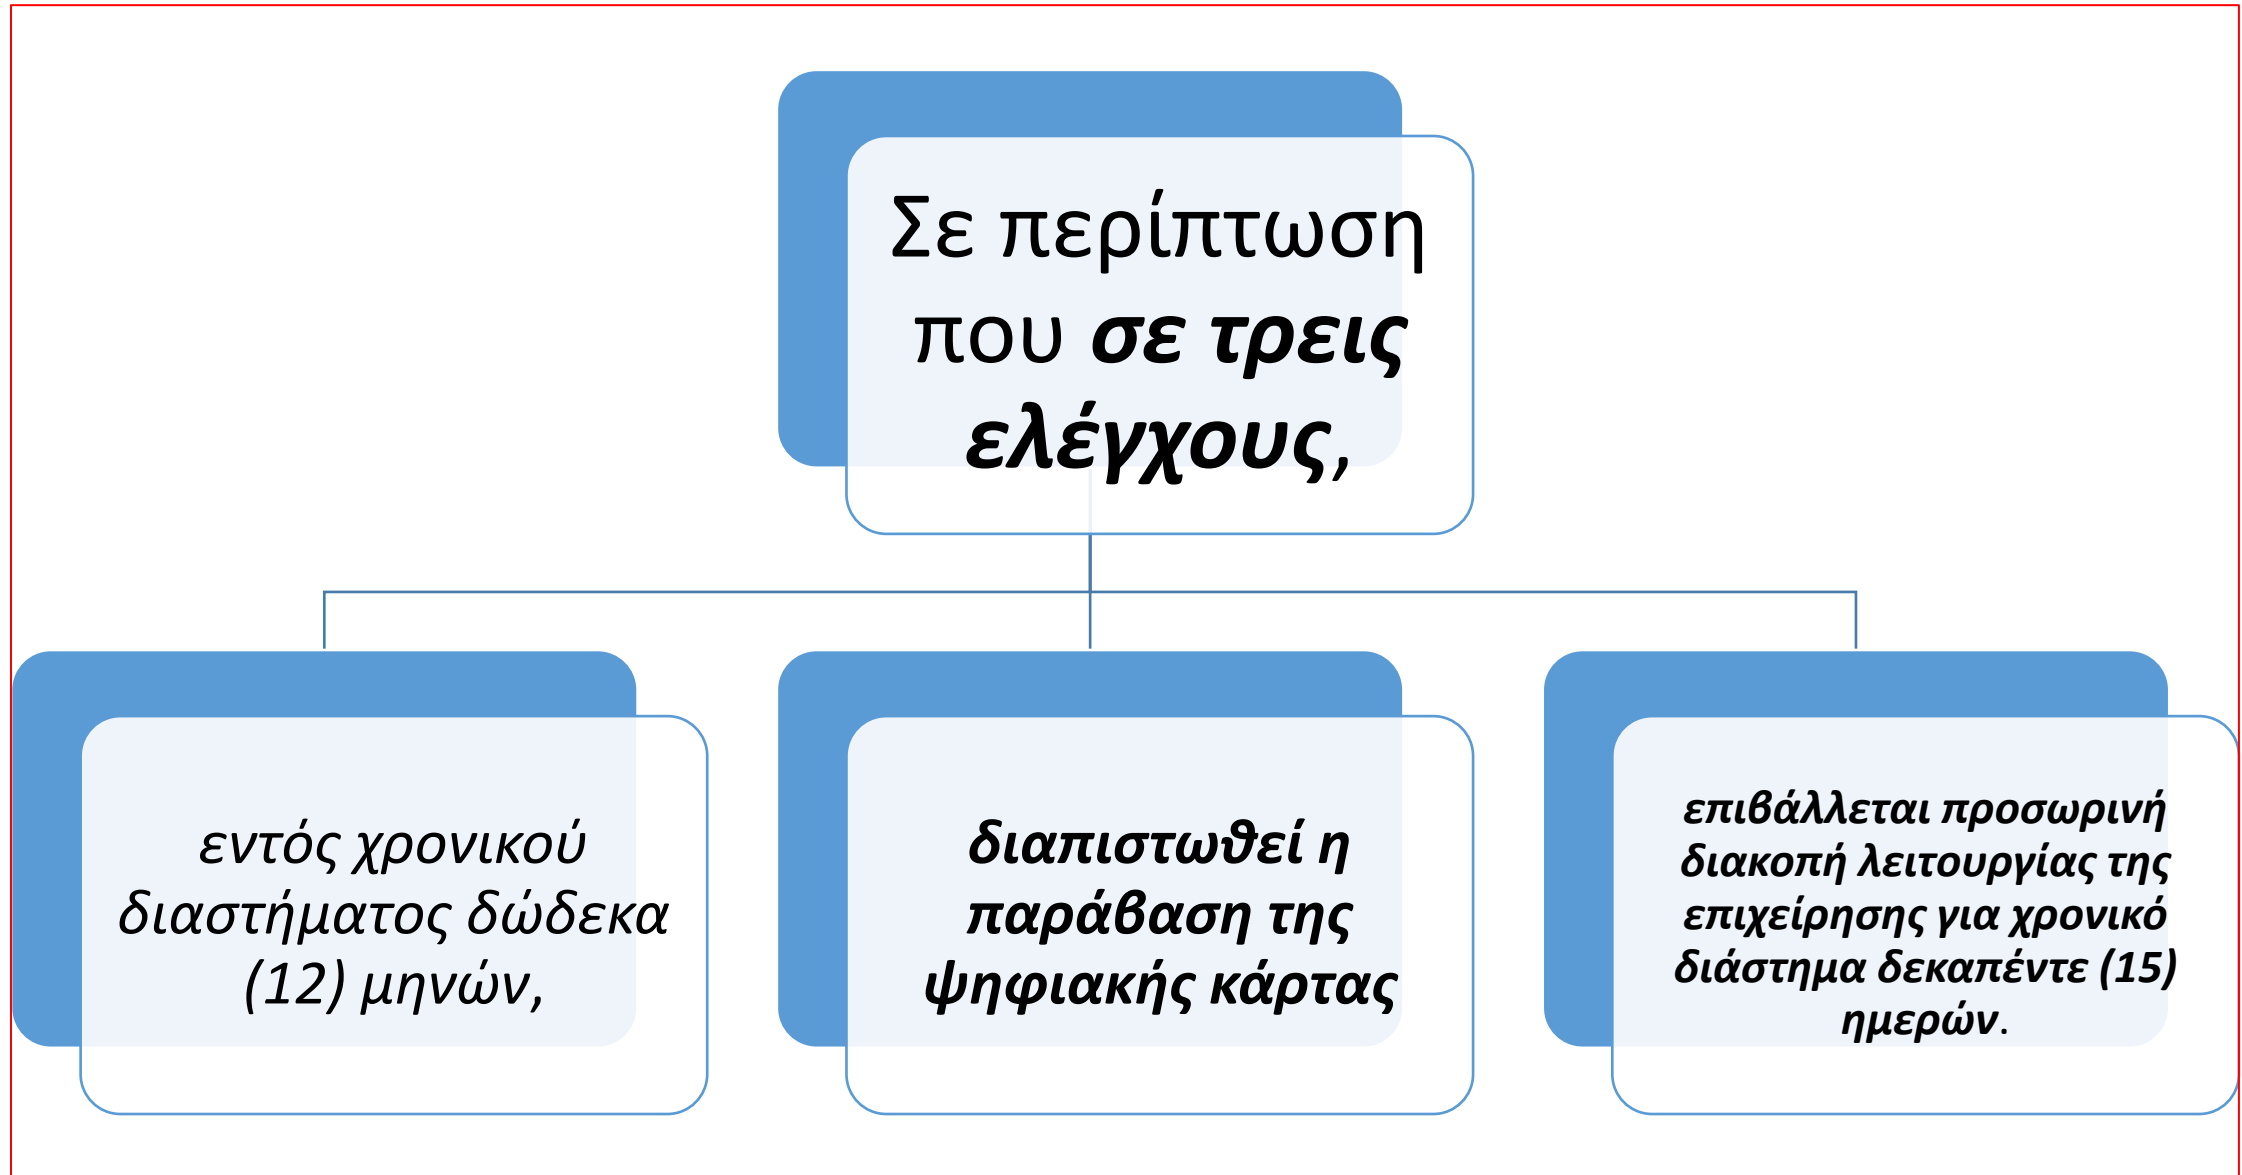 Σε περίπτωση
που σε τρεις
ελέγχους,
εντός χρονικού
διαστήματος δώδεκα
(12) μηνών,
διαπιστωθεί η
παράβαση της
ψηφιακής κάρτας
επιβάλλεται προσωρινή
διακοπή λειτουργίας της
επιχείρησης για χρονικό
διάστημα δεκαπέντε (15)
ημερών.